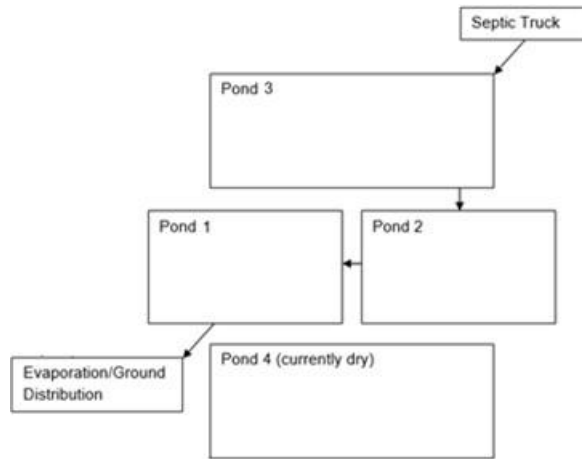 Septic Truck
Pond 3
Pond 1
Pond 2
Evaporation/Ground
Distribution
Pond 4 (currently dry)